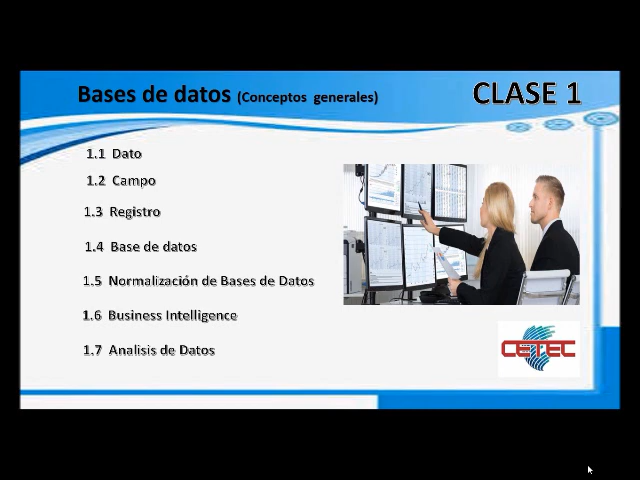 Bases de datos (Conceptos generales)
CLASE 1
1.1 Dato
1.2 Campo
1.3 Registro
1.4 Base de datos
1.5 Normalización de Bases de Datos
1.6 Business Intelligence
1.7 Analisis de Datos
CETEC